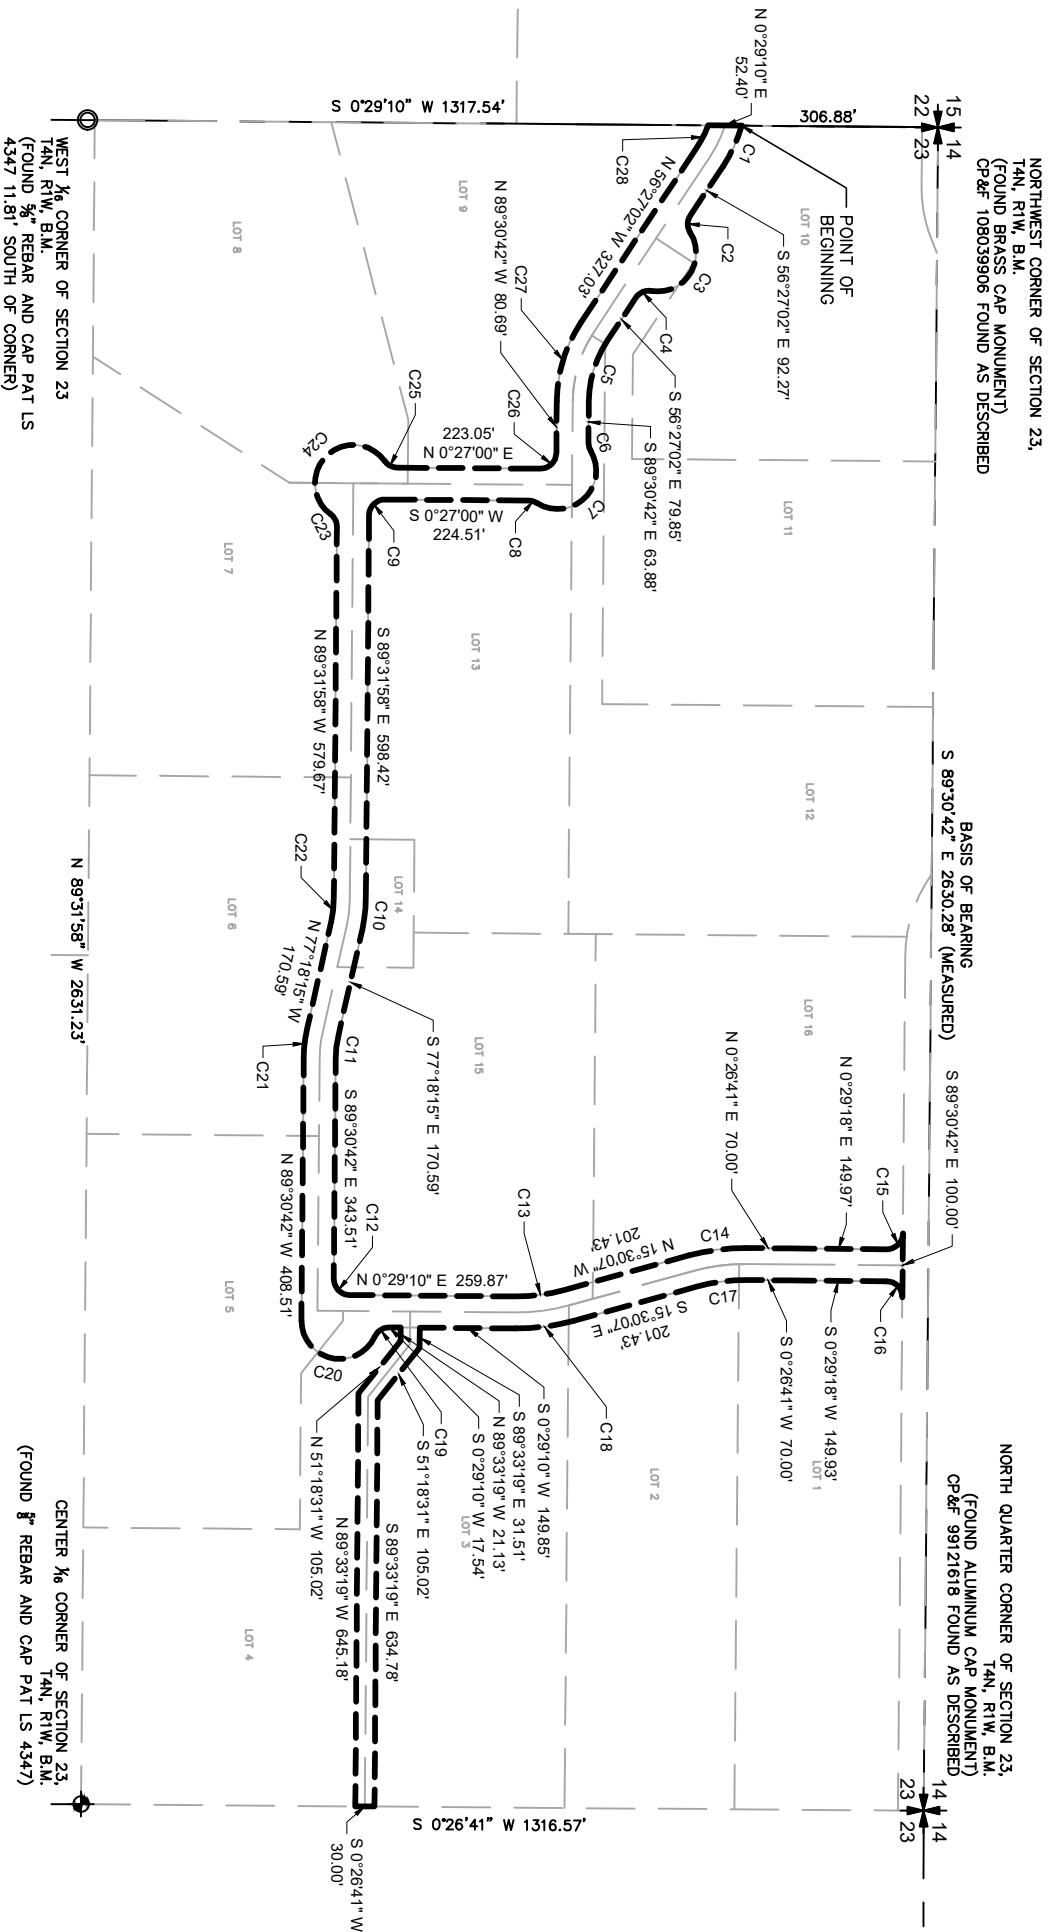 NORTHWEST CORNER OF SECTION 23,
T4N, R1W, B.M.
(FOUND BRASS CAP MONUMENT)
CP&F 108039906 FOUND AS DESCRIBED
15
14
22
23
BASIS OF BEARING
S 89°30'42" E 2630.28' (MEASURED)
S 89°30'42" E 100.00'
NORTH QUARTER CORNER OF SECTION 23,
T4N, R1W, B.M.
(FOUND ALUMINUM CAP MONUMENT)
CP&F 99121618 FOUND AS DESCRIBED
14
14
23
23
306.88'
POINT OF
BEGINNING
N 0°29'10" E
52.40'
S 0°29'10" W 1317.54'
C1
LOT 10
S 56°27'02" E 92.27'
C2
C3
C4
S 56°27'02" E 79.85'
C5
S 89°30'42" E 63.88'
C6
C7
C28
N 56°27'02" W 327.03'
LOT 9
C27
N 89°30'42" W 80.69'
C26
LOT 11
LOT 12
LOT 16
C25
223.05'
N 0°27'00" E
S 0°27'00" W
224.51'
C8
C9
C24
C23
LOT 8
LOT 7
LOT 13
S 89°31'58" E 598.42'
N 89°31'58" W 579.67'
C22
LOT 14
C10
N 77°18'15" W
170.59'
S 77°18'15" E 170.59'
LOT 15
C11
C21
LOT 6
S 89°30'42" E 343.51'
N 89°30'42" W 408.51'
LOT 5
C12
N 0°29'10" E 259.87'
C13
N 15°30'07" W
201.43'
C14
N 0°26'41" E 70.00'
N 0°29'18" E 149.97'
C15
C16
S 0°29'18" W 149.93'
S 0°26'41" W 70.00'
LOT 1
C17
S 15°30'07" E
201.43'
C18
LOT 2
S 0°29'10" W 149.85'
S 89°33'19" E 31.51'
N 89°33'19" W 21.13'
S 0°29'10" W 17.54'
LOT 3
C19
S 51°18'31" E 105.02'
C20
N 51°18'31" W 105.02'
S 89°33'19" E 634.78'
N 89°33'19" W 645.18'
LOT 4
S 0°26'41" W 1316.57'
S 0°26'41" W
30.00'
N 89°31'58" W 2631.23'
WEST 1⁄16 CORNER OF SECTION 23
T4N, R1W, B.M.
(FOUND 5⁄8" REBAR AND CAP PAT LS
4347 11.81' SOUTH OF CORNER)
CENTER 1⁄16 CORNER OF SECTION 23,
T4N, R1W, B.M.
(FOUND 5⁄8" REBAR AND CAP PAT LS 4347)